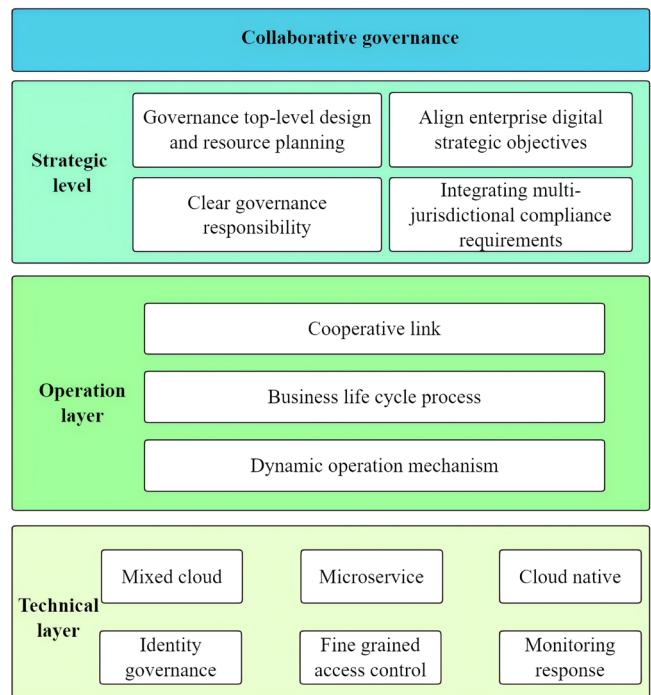 Collaborative governance
Strategic
level
Governance top-level design
and resource planning
Align enterprise digital
strategic objectives
Clear governance
responsibility
Integrating multi-
jurisdictional compliance
requirements
Operation
layer
Cooperative link
Business life cycle process
Dynamic operation mechanism
Technical
layer
Mixed cloud
Microservice
Cloud native
Identity
governance
Fine grained
access control
Monitoring
response